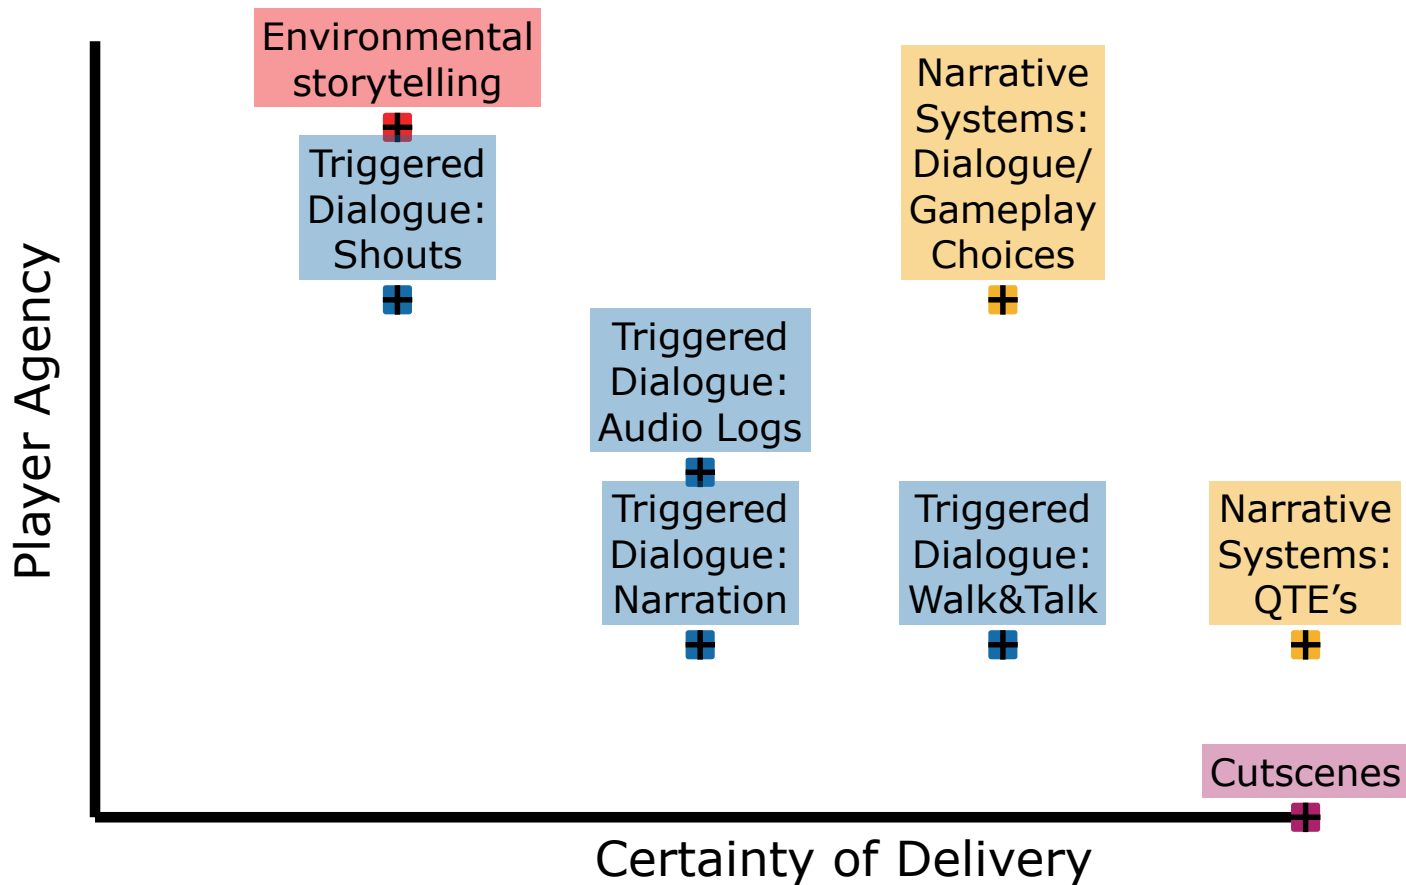 Environmental
storytelling
Triggered
Dialogue:
Shouts
Narrative
Systems:
Dialogue/
Gameplay
Choices
Triggered
Dialogue:
Audio Logs
Triggered
Dialogue:
Narration
Triggered
Dialogue:
Walk&Talk
Narrative
Systems:
QTE’s
Cutscenes
Player Agency
Certainty of Delivery